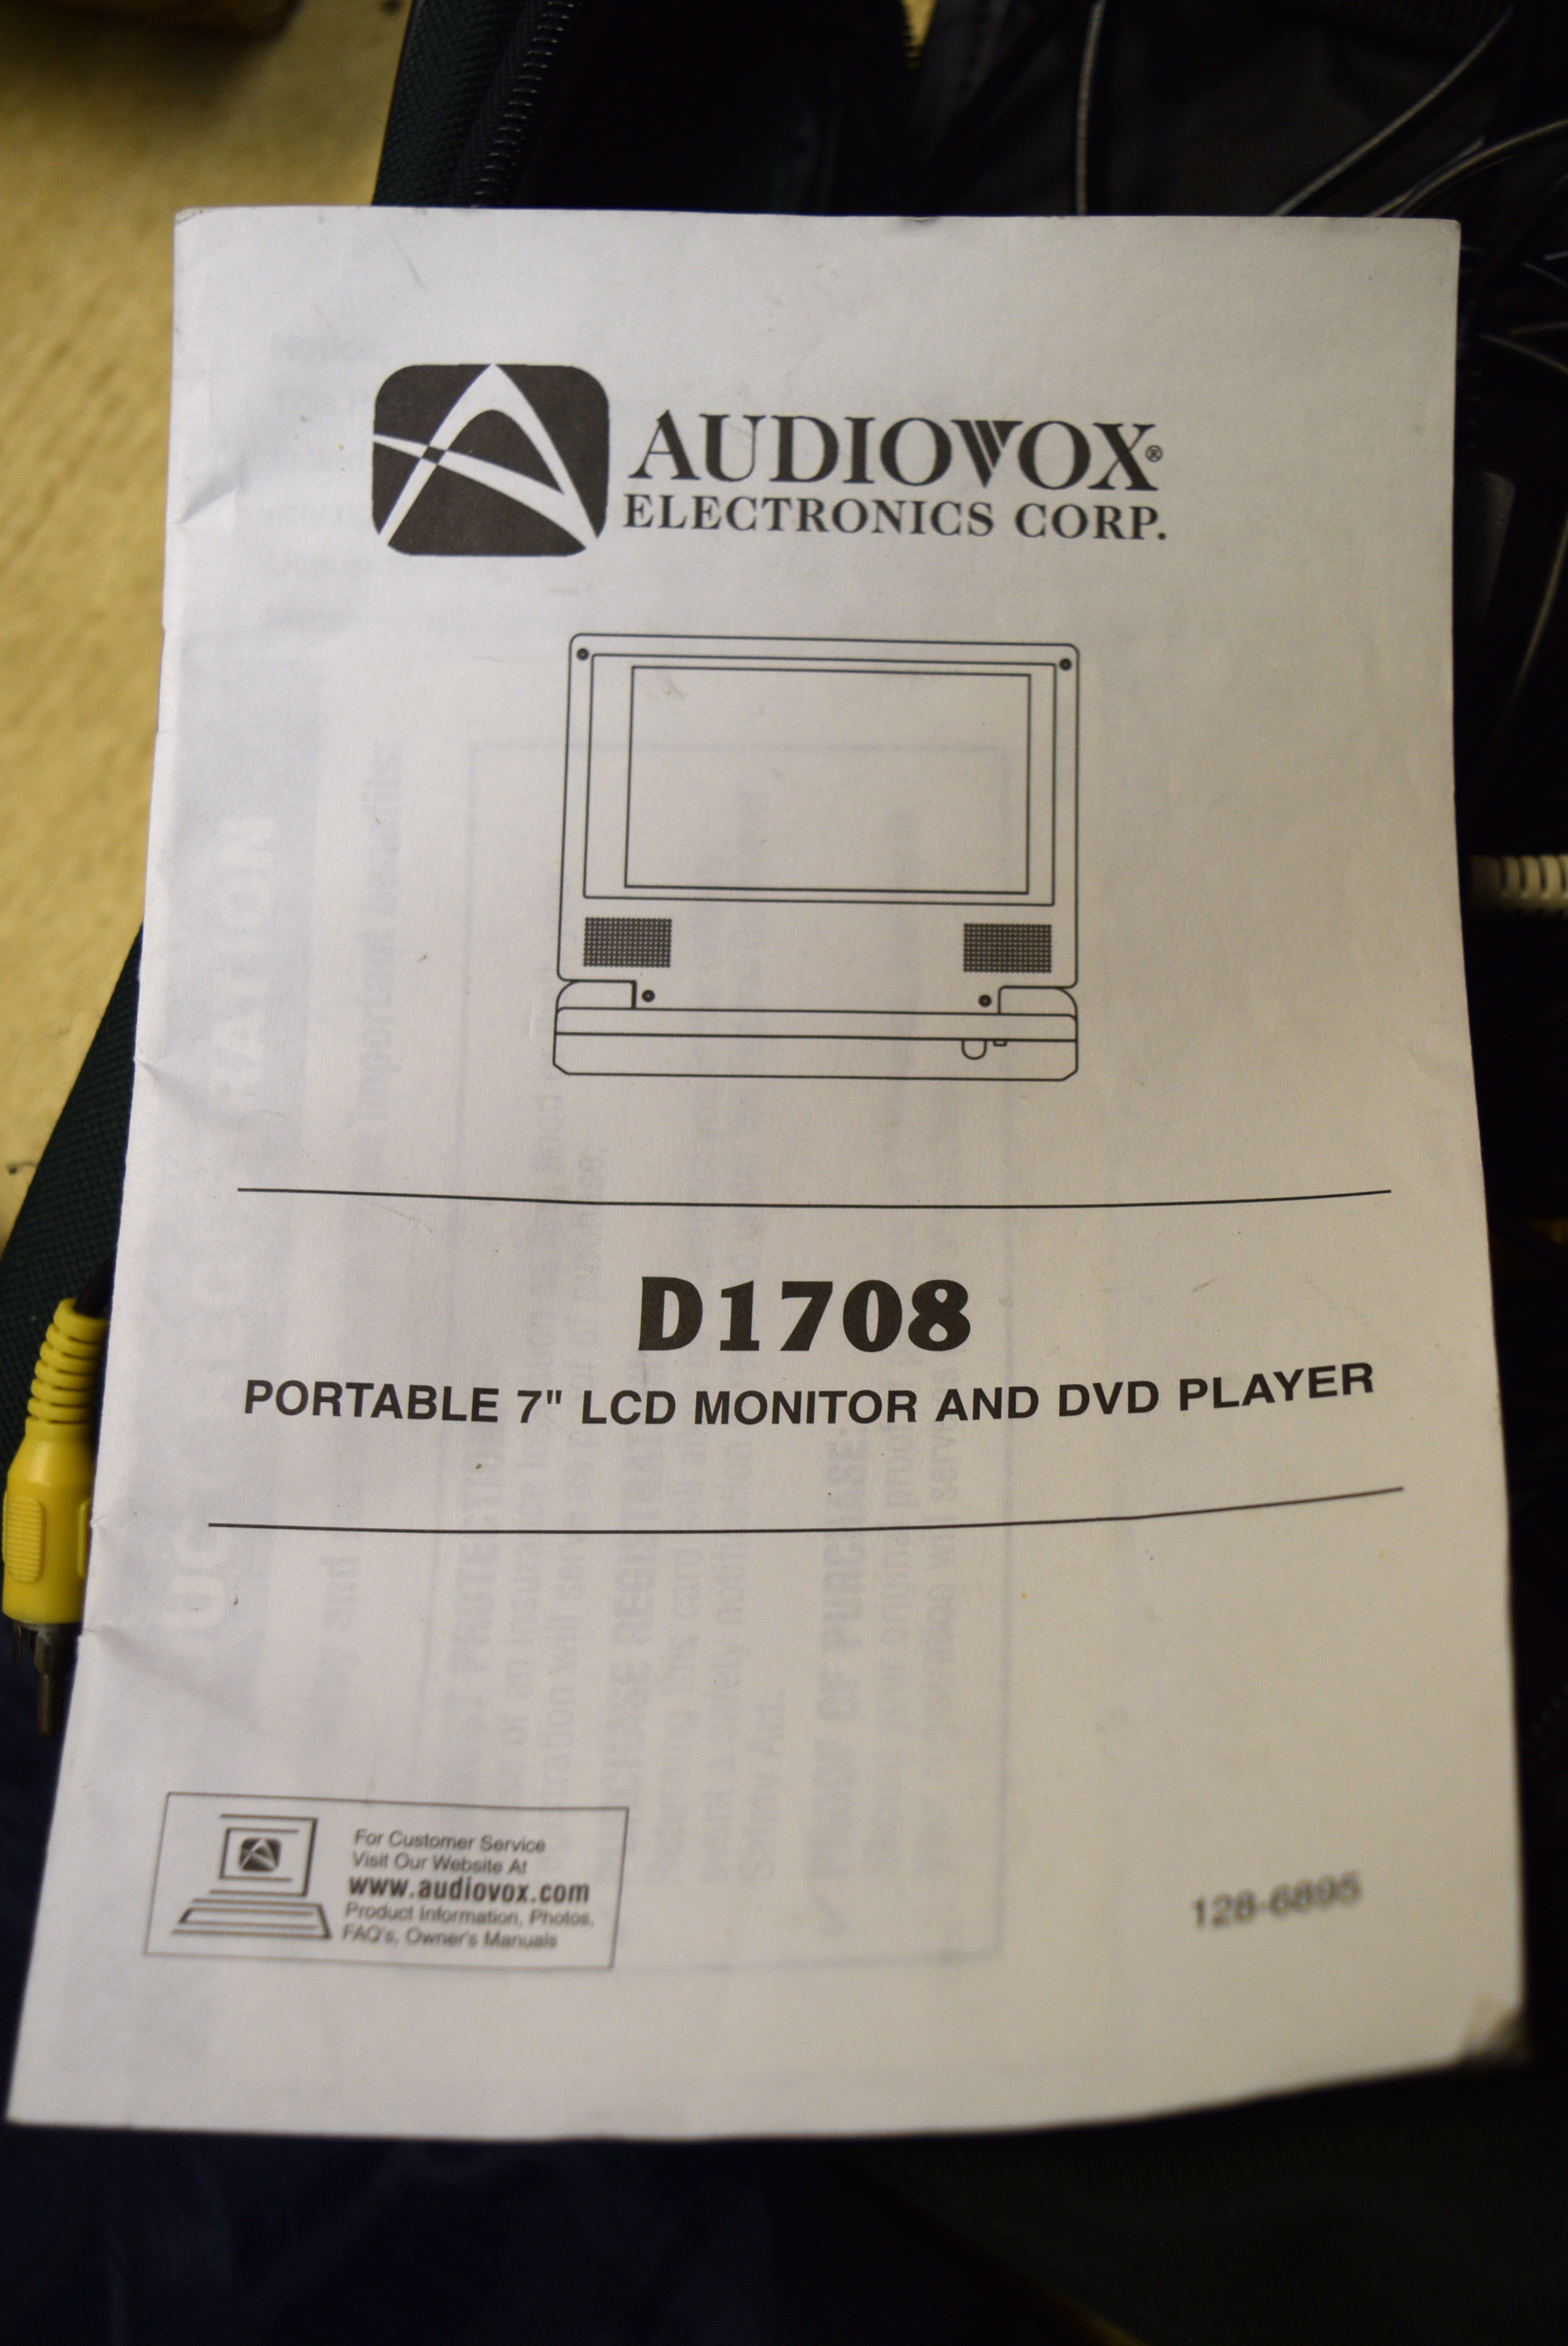 AUDIOVOX®
ELECTRONICS CORP.
D1708
PORTABLE 7" LCD MONITOR AND DVD PLAYER
For Customer Service
Visit Our Website At
www.audiovox.com
Product Information, Photos,
FAQ's, Owner's Manuals
128-6895